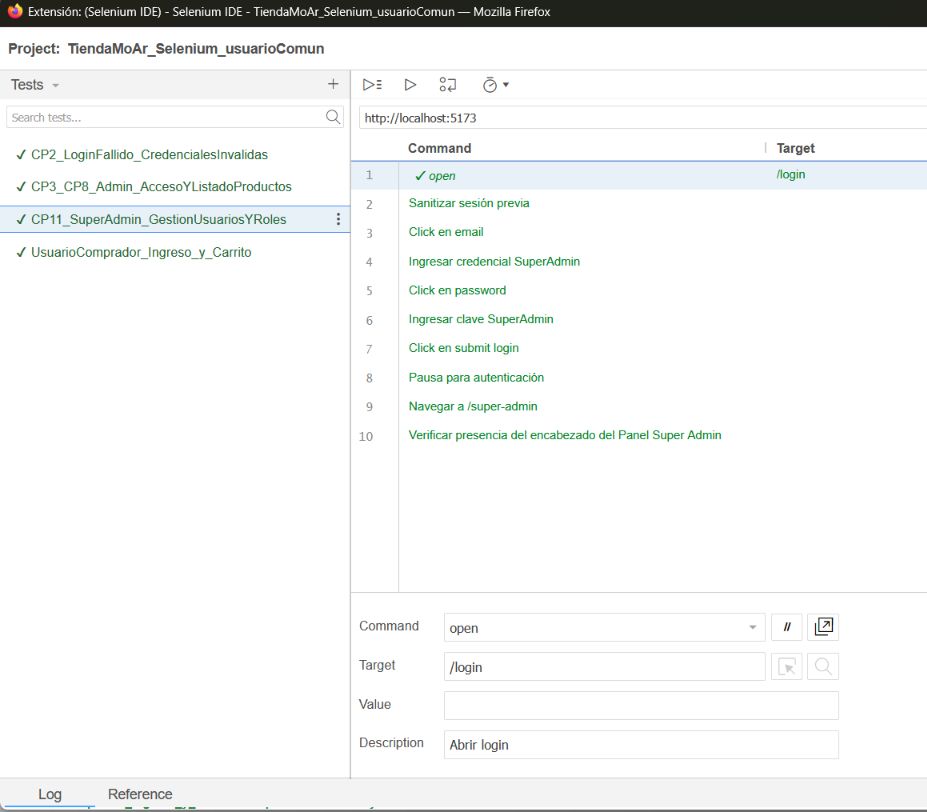 Extensión: (Selenium IDE) - Selenium IDE - TiendaMoAr_Selenium_usuarioComun — Mozilla Firefox
Project: TiendaMoAr_Selenium_usuarioComun
Tests
+
Search tests...
http://localhost:5173
Command Target
✓ CP2_LoginFallido_CredencialesInvalidas
✓ CP3_CP8_Admin_AccesoYListadoProductos
✓ CP11_SuperAdmin_GestionUsuariosYRoles
✓ UsuarioComprador_Ingreso_y_Carrito
1 ✓ open /login
2 Sanitizar sesión previa
3 Click en email
4 Ingresar credencial SuperAdmin
5 Click en password
6 Ingresar clave SuperAdmin
7 Click en submit login
8 Pausa para autenticación
9 Navegar a /super-admin
10 Verificar presencia del encabezado del Panel Super Admin
Command open //
Target /login
Value
Description Abrir login
Log Reference